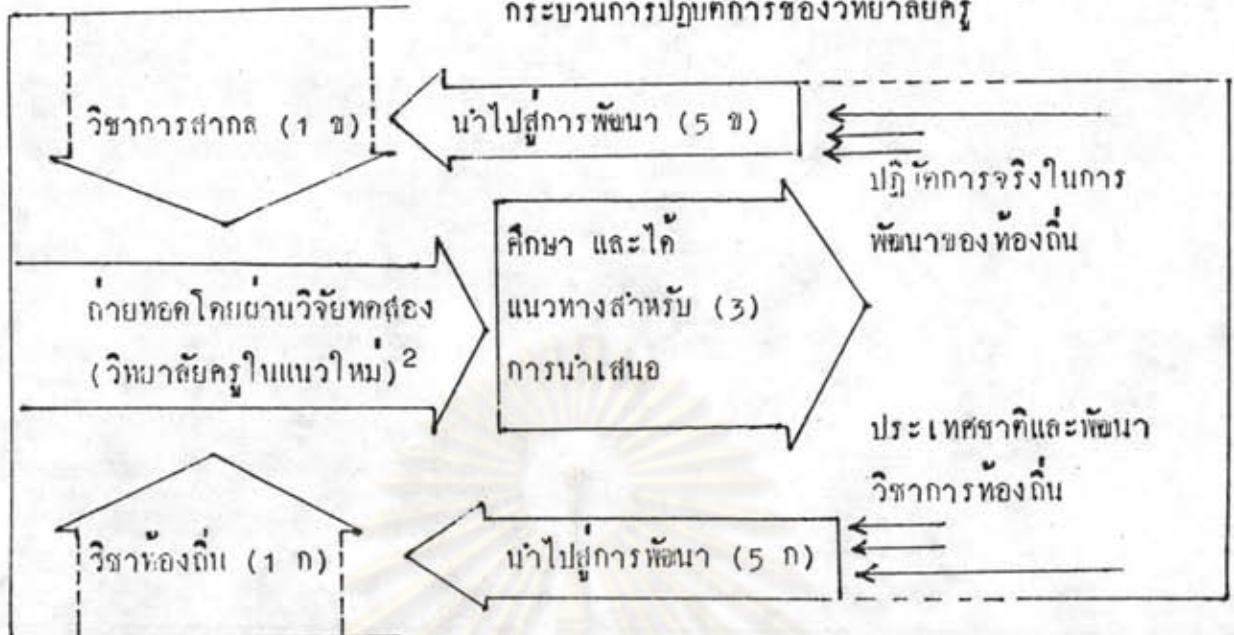 กระบวนการปฏิบัติการของวิทยาลัยครู
วิชาการสากล (1 ข)
นำไปสู่การพัฒนา (5 ข)
ปฏิบัติการจริงในการ
พัฒนาของท้องถิ่น
ศึกษา และได้
แนวทางสำหรับ (3)
การนำเสนอ
ถ่ายทอดโดยผ่านวิจัยทดลอง
(วิทยาลัยครูในแนวใหม่)2
ประเทศชาติและพัฒนา
วิชาการท้องถิ่น
วิชาท้องถิ่น (1 ก)
นำไปสู่การพัฒนา (5 ก)